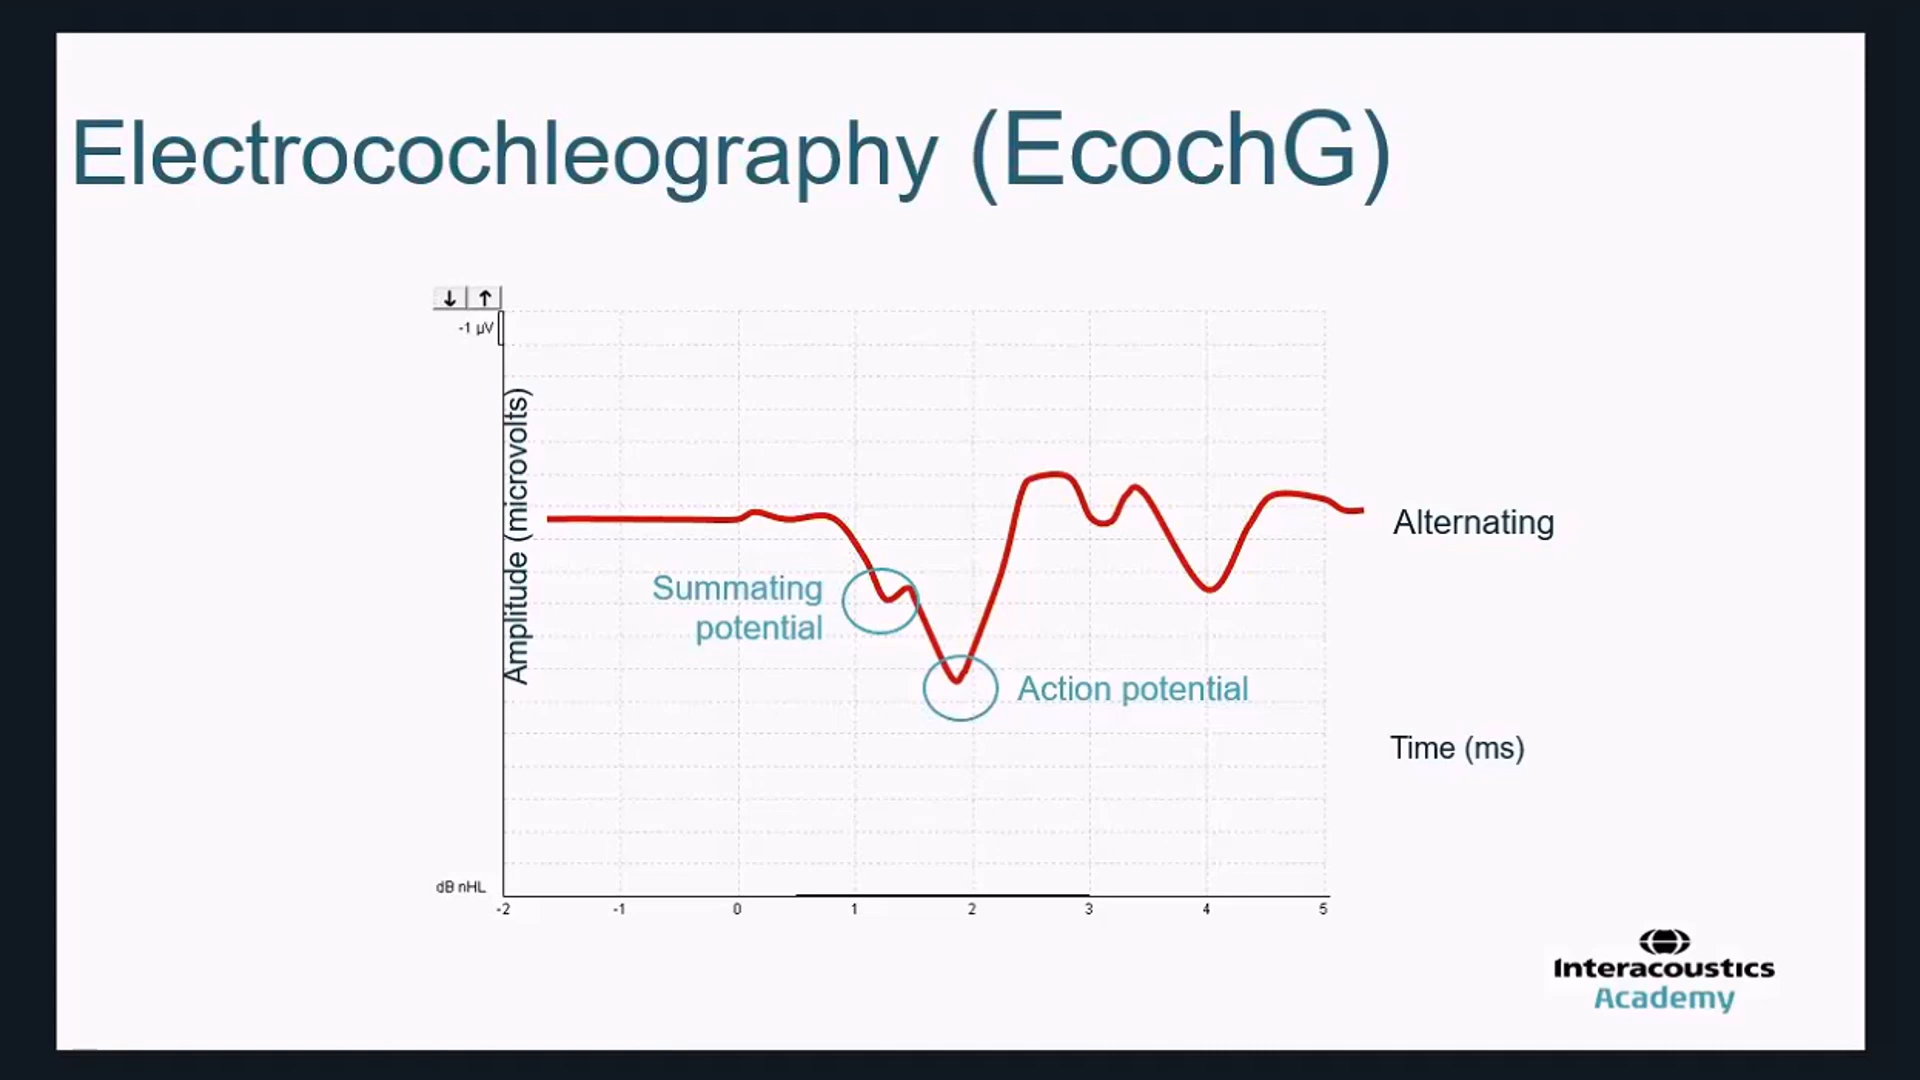 Electrocochleography (EcochG)
↓ ↑
-1 µV
Amplitude (microvolts)
Alternating
Summating
potential
Action potential
Time (ms)
dB nHL
-2 -1 0 1 2 3 4 5
Interacoustics
Academy